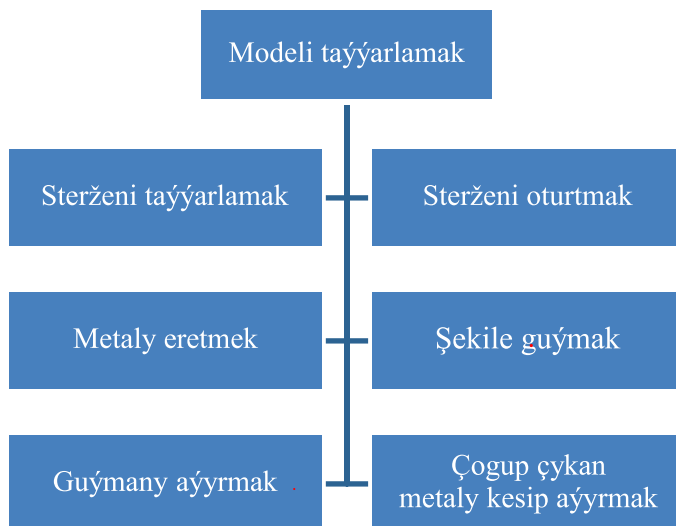 Modeli taýýarlamak
Sterženi taýýarlamak
Sterženi oturtmak
Metaly eretmek
Şekile guýmak
Guýmany aýyrmak
Çogup çykan
metaly kesip aýyrmak